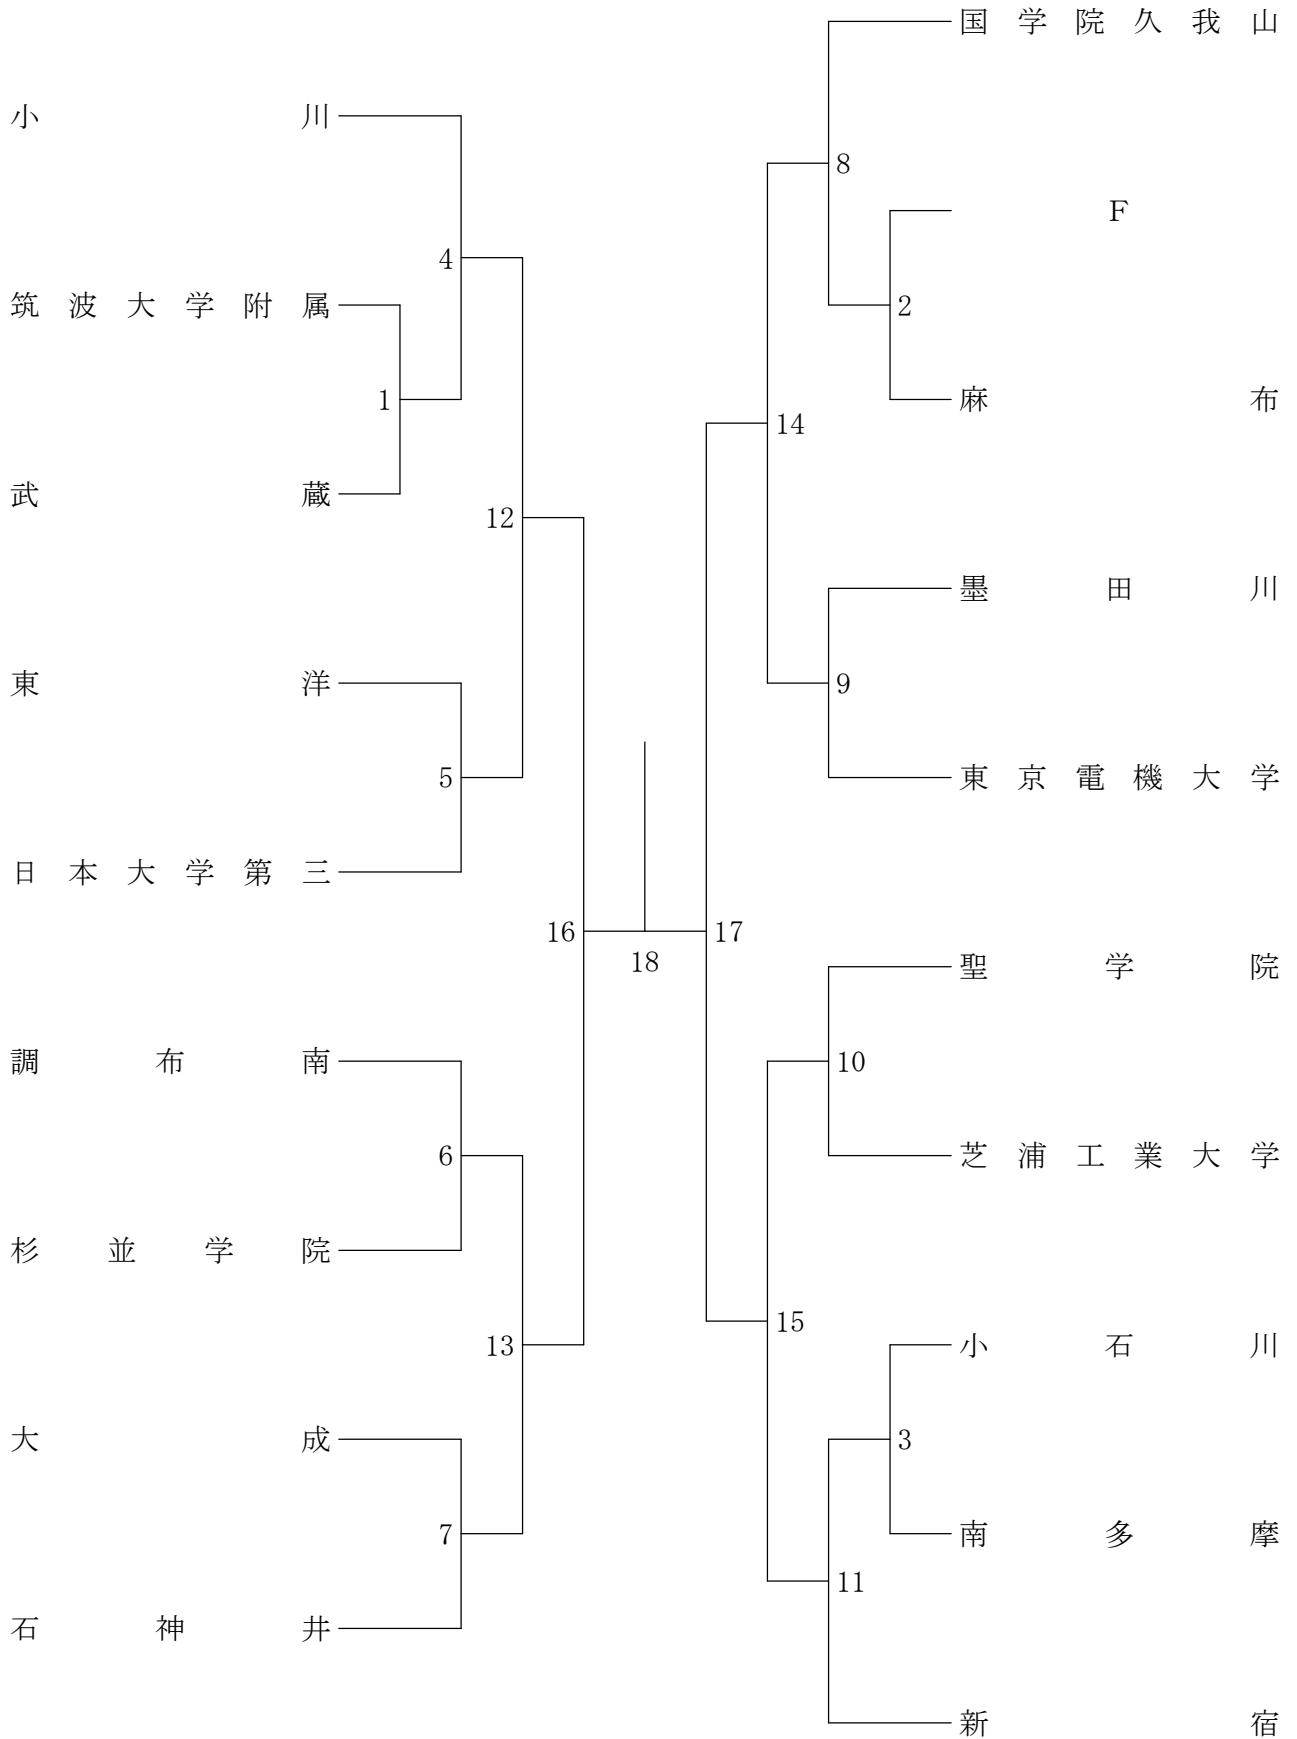 小川
筑波大学附属
武蔵
東洋
日本大学第三
調布南
杉並学院
大成
石神井
1
4
5
6
7
12
13
16
18
17
14
15
8
9
10
11
2
3
国学院久我山
F
麻布
墨田川
東京電機大学
聖学院
芝浦工業大学
小石川
南多摩
新宿